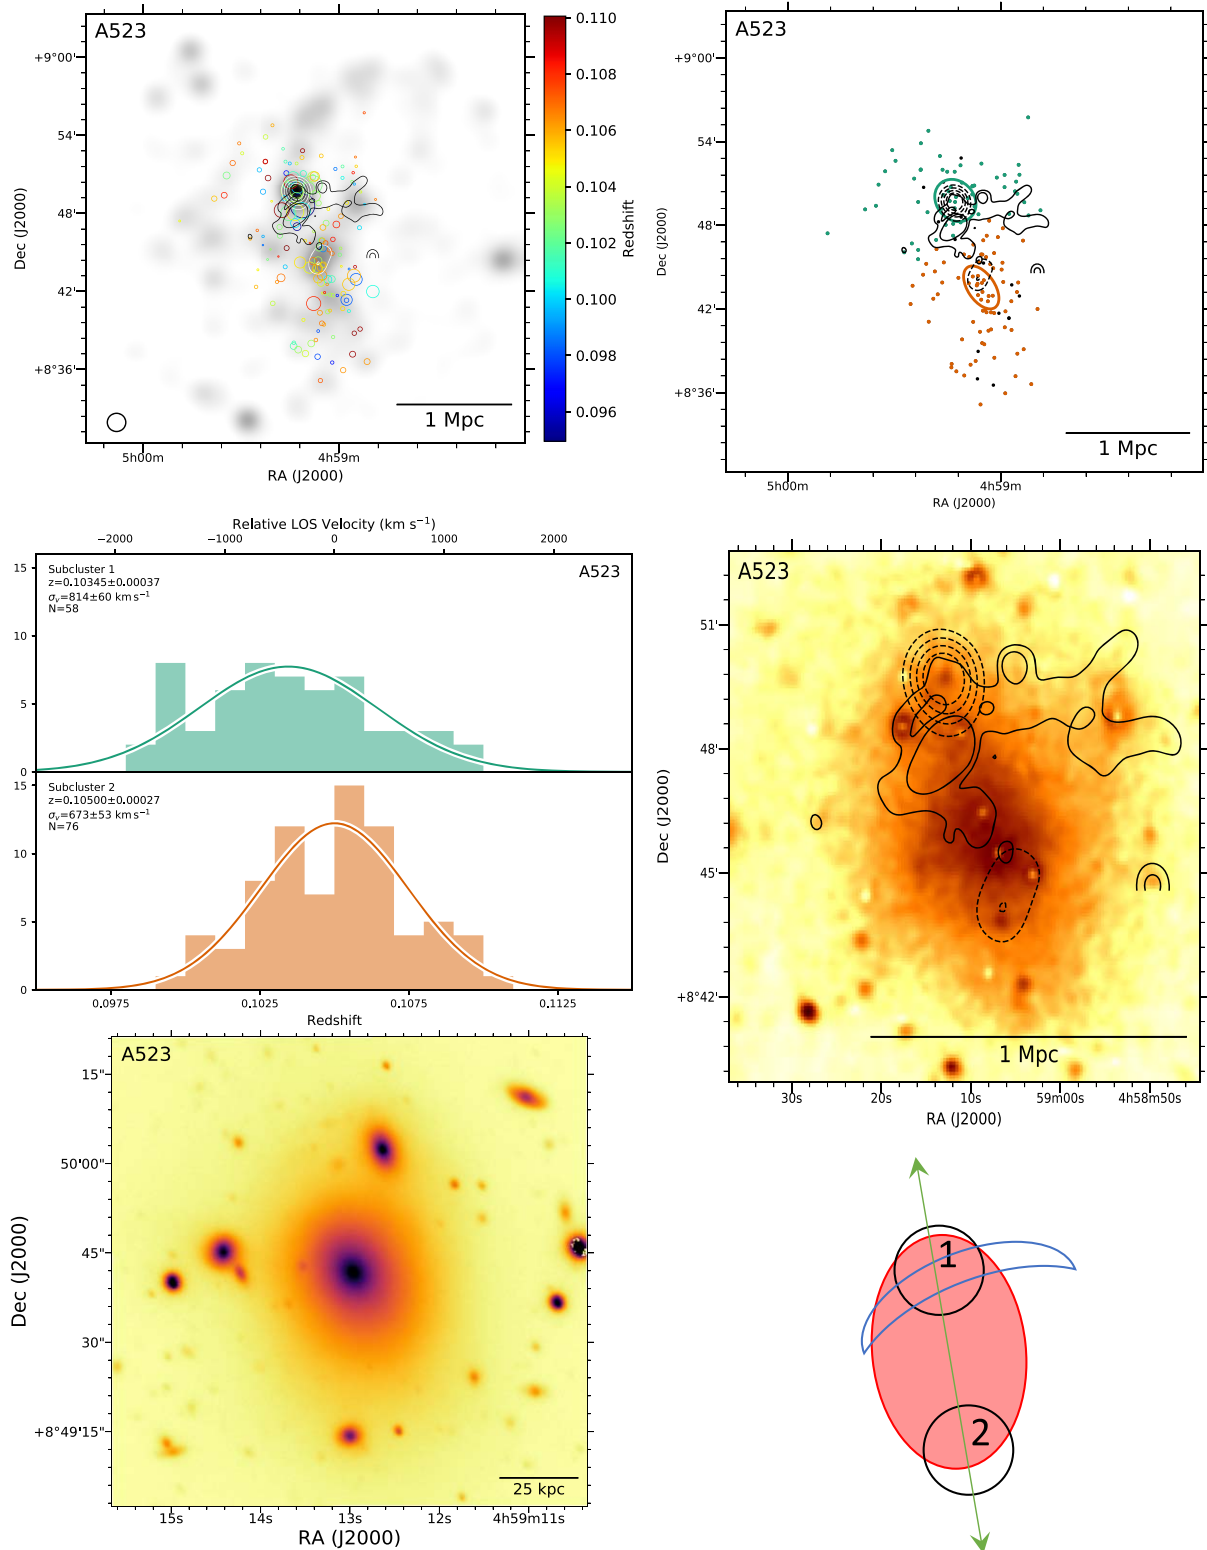 A523
+9°00'
54'
48'
42'
+8°36'
Dec (J2000)
5h00m
4h59m
RA (J2000)
1 Mpc
0.110
0.108
0.106
0.104
0.102
0.100
0.098
0.096
Redshift
A523
+9°00'
54'
48'
42'
+8°36'
Dec (J2000)
5h00m
4h59m
RA (J2000)
1 Mpc
Relative LOS Velocity (km s⁻¹)
−2000
−1000
0
1000
2000
A523
Subcluster 1
z=0.10345±0.00037
σᵥ=814±60 km s⁻¹
N=58
15
10
5
0
Subcluster 2
z=0.10500±0.00027
σᵥ=673±53 km s⁻¹
N=76
15
10
5
0
0.0975
0.1025
0.1075
0.1125
Redshift
A523
51'
48'
45'
+8°42'
Dec (J2000)
1 Mpc
30s
20s
10s
59m00s
4h58m50s
RA (J2000)
A523
15"
50'00"
45"
30"
+8°49'15"
Dec (J2000)
25 kpc
15s
14s
13s
12s
4h59m11s
RA (J2000)
1
2